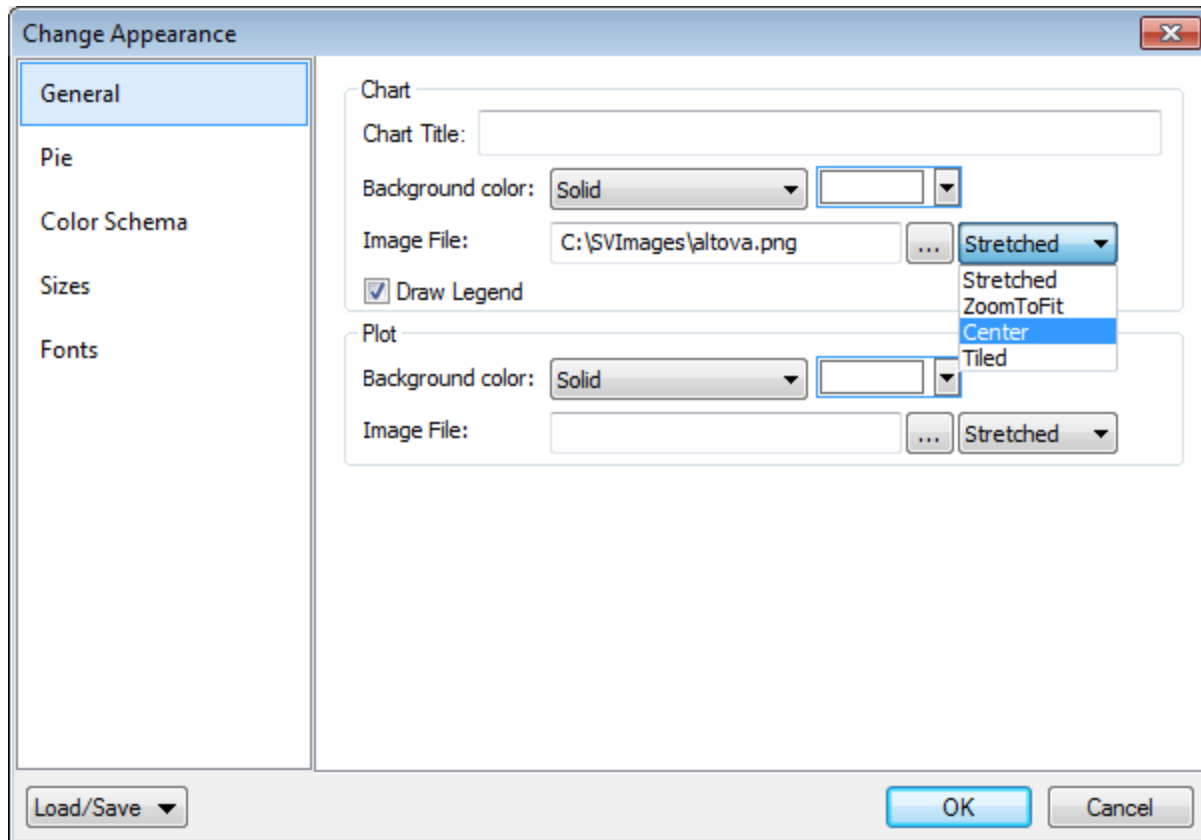 Change Appearance
General
Pie
Color Schema
Sizes
Fonts
Chart
Chart Title:
Background color: Solid
Image File: C:\SVImages\altova.png ... Stretched
Stretched
ZoomToFit
Center
Tiled
Draw Legend
Plot
Background color: Solid
Image File: ... Stretched
Load/Save OK Cancel